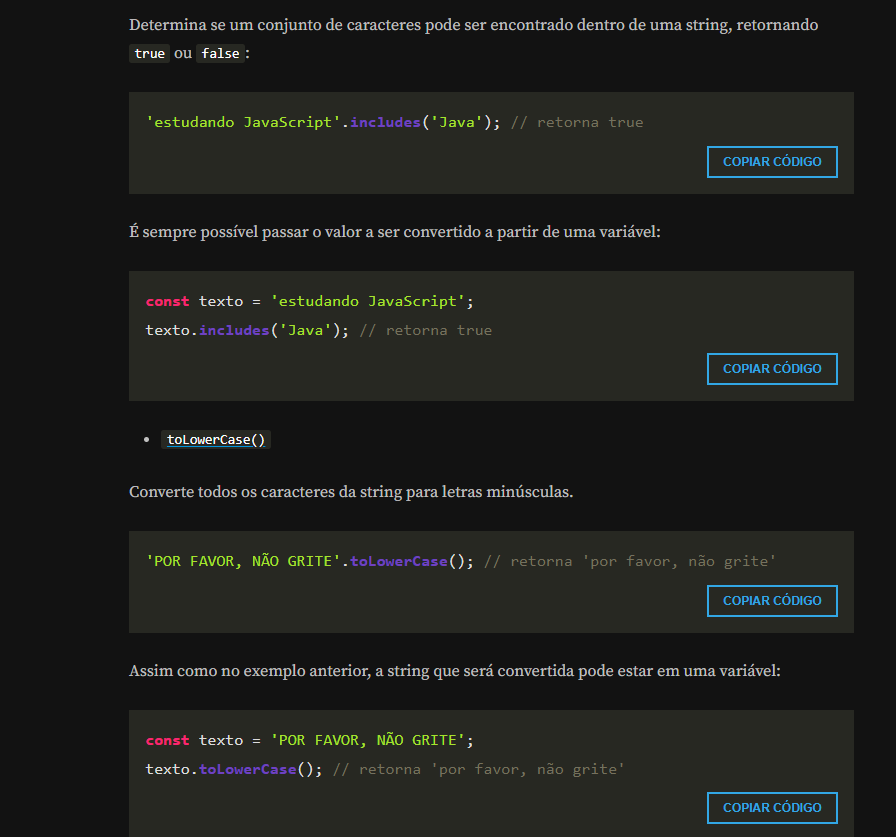 Determina se um conjunto de caracteres pode ser encontrado dentro de uma string, retornando
true ou false:
'estudando JavaScript'.includes('Java'); // retorna true
COPIAR CÓDIGO
É sempre possível passar o valor a ser convertido a partir de uma variável:
const texto = 'estudando JavaScript';
texto.includes('Java'); // retorna true
COPIAR CÓDIGO
• toLowerCase()
Converte todos os caracteres da string para letras minúsculas.
'POR FAVOR, NÃO GRITE'.toLowerCase(); // retorna 'por favor, não grite'
COPIAR CÓDIGO
Assim como no exemplo anterior, a string que será convertida pode estar em uma variável:
const texto = 'POR FAVOR, NÃO GRITE';
texto.toLowerCase(); // retorna 'por favor, não grite'
COPIAR CÓDIGO